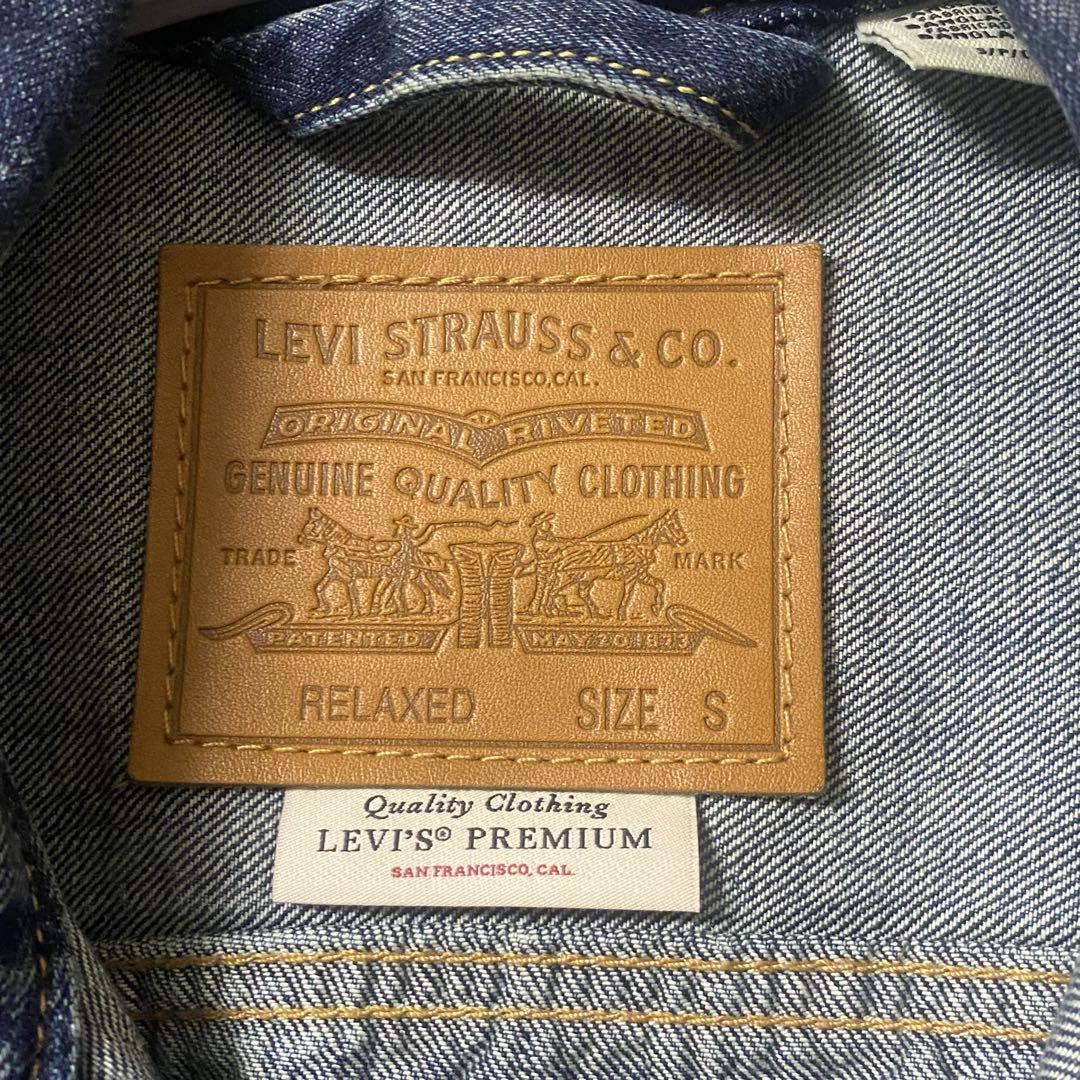 LEVI STRAUSS & CO.
SAN FRANCISCO, CAL.
ORIGINAL RIVETED
GENUINE QUALITY CLOTHING
TRADE MARK
PATENTED MAY 20 1873
RELAXED SIZE S
Quality Clothing
LEVI'S® PREMIUM
SAN FRANCISCO, CAL.